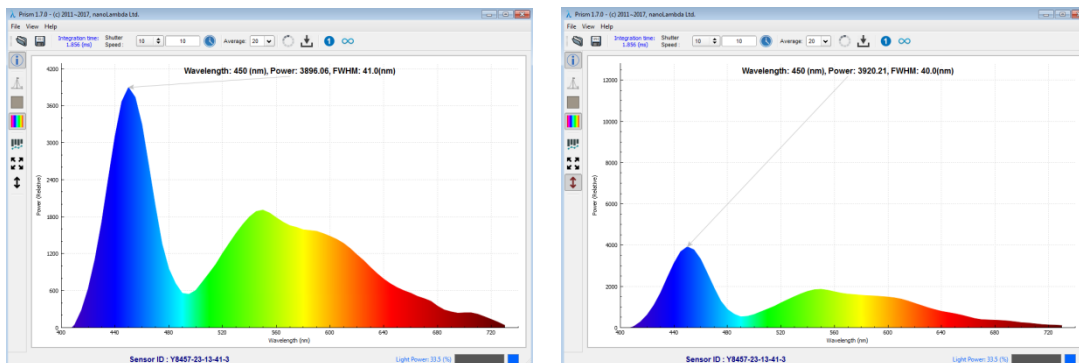 Prism 1.7.0 - (c) 2011~2017, nanoLambda Ltd.
File View Help
Integration time: 1.856 (ms) Shutter Speed : 10 10 Average: 20 1
Wavelength: 450 (nm), Power: 3896.06, FWHM: 41.0(nm)
Power (Relative)
4200
3600
3000
2400
1800
1200
600
0
400 440 480 520 560 600 640 680 720
Wavelength (nm)
Sensor ID : Y8457-23-13-41-3
Light Power: 33.5 (%)
Prism 1.7.0 - (c) 2011~2017, nanoLambda Ltd.
File View Help
Integration time: 1.856 (ms) Shutter Speed : 10 10 Average: 20 1
Wavelength: 450 (nm), Power: 3920.21, FWHM: 40.0(nm)
Power (Relative)
12000
10000
8000
6000
4000
2000
0
400 440 480 520 560 600 640 680 720
Wavelength (nm)
Sensor ID : Y8457-23-13-41-3
Light Power: 33.5 (%)